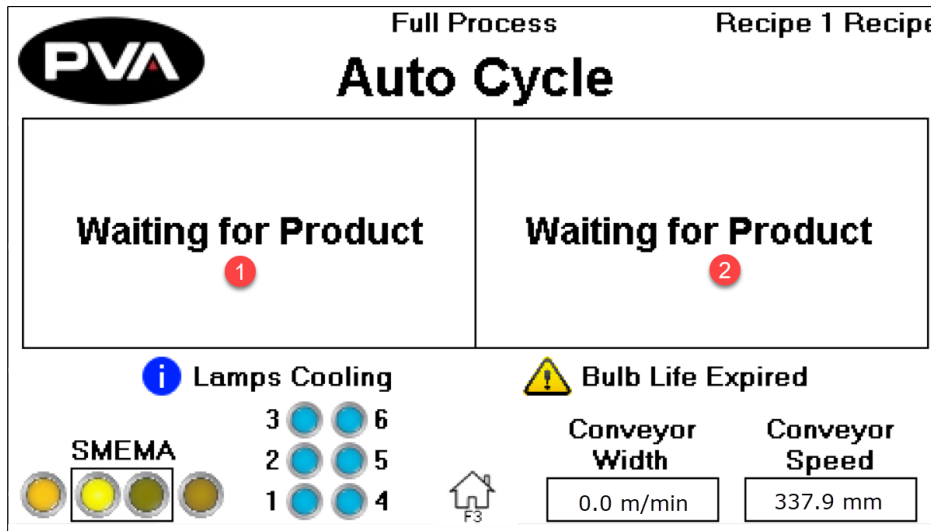 Full Process Recipe 1 Recipe
PVA
Auto Cycle
Waiting for Product Waiting for Product
1 2
Lamps Cooling Bulb Life Expired
3 6
SMEMA 2 5
1 4
F3
Conveyor Width
0.0 m/min
Conveyor Speed
337.9 mm